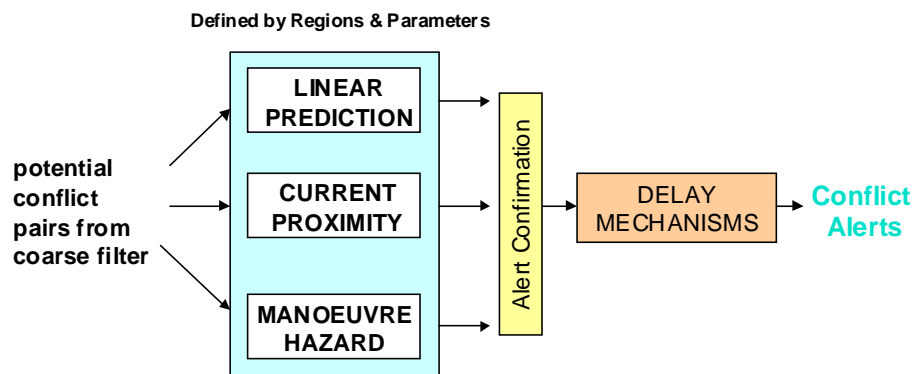 Defined by Regions & Parameters
LINEAR
PREDICTION
potential
conflict
pairs from
coarse filter
CURRENT
PROXIMITY
MANOEUVRE
HAZARD
Alert Confirmation
DELAY
MECHANISMS
Conflict
Alerts